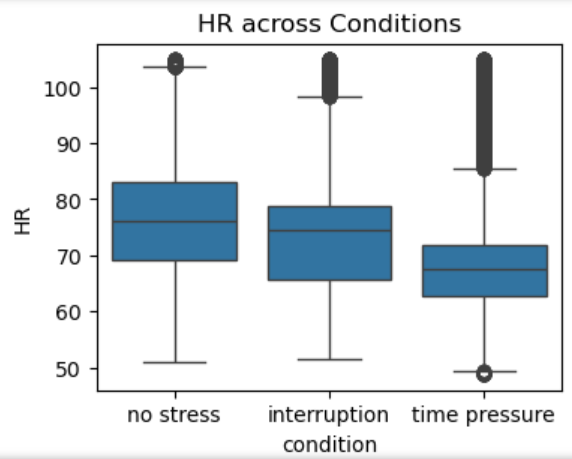 HR across Conditions
100
90
80
70
60
50
HR
no stress interruption time pressure
condition